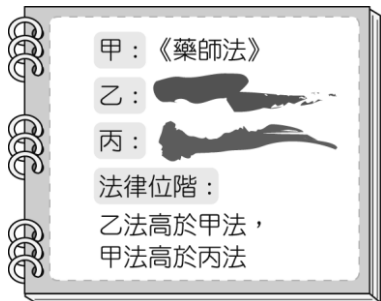 甲：《藥師法》
乙：
丙：
法律位階：
乙法高於甲法，
甲法高於丙法